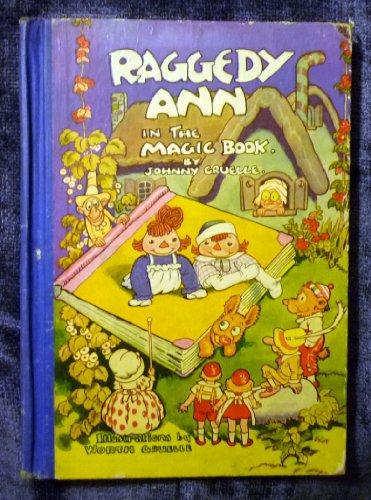 RAGGEDY
ANN
IN THE
MAGIC BOOK.
BY
JOHNNY GRUELLE.
Illustrations by
WORTH GRUELLE